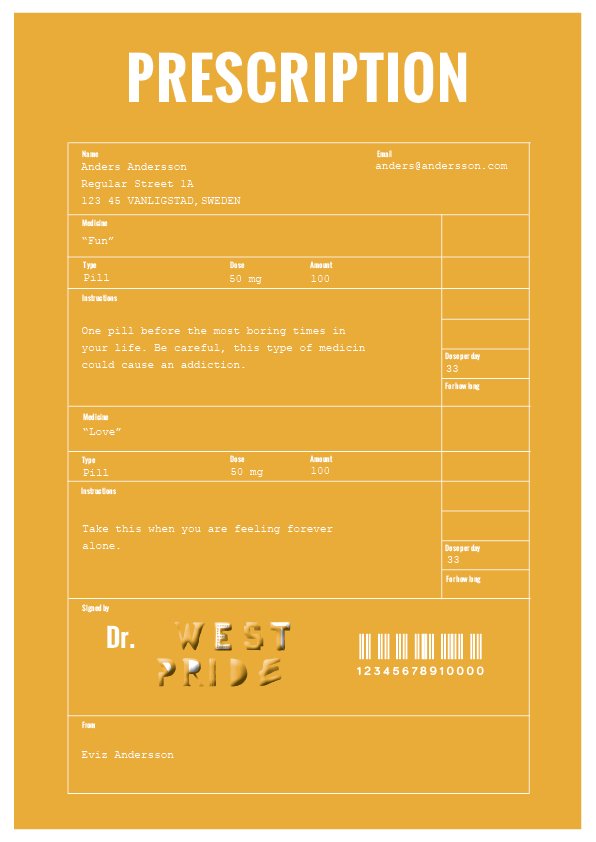 PRESCRIPTION
Name
Email
Anders Andersson
anders@andersson.com
Regular Street 1A
123 45 VANLIGSTAD, SWEDEN
Medicine
“Fun”
Type
Dose
Amount
Pill
50 mg
100
Instructions
One pill before the most boring times in
your life. Be careful, this type of medicin
could cause an addiction.
Dose per day
33
For how long
Medicine
“Love”
Type
Dose
Amount
Pill
50 mg
100
Instructions
Take this when you are feeling forever
alone.
Dose per day
33
For how long
Signed by
Dr. WEST
PRIDE
12345678910000
From
Eviz Andersson